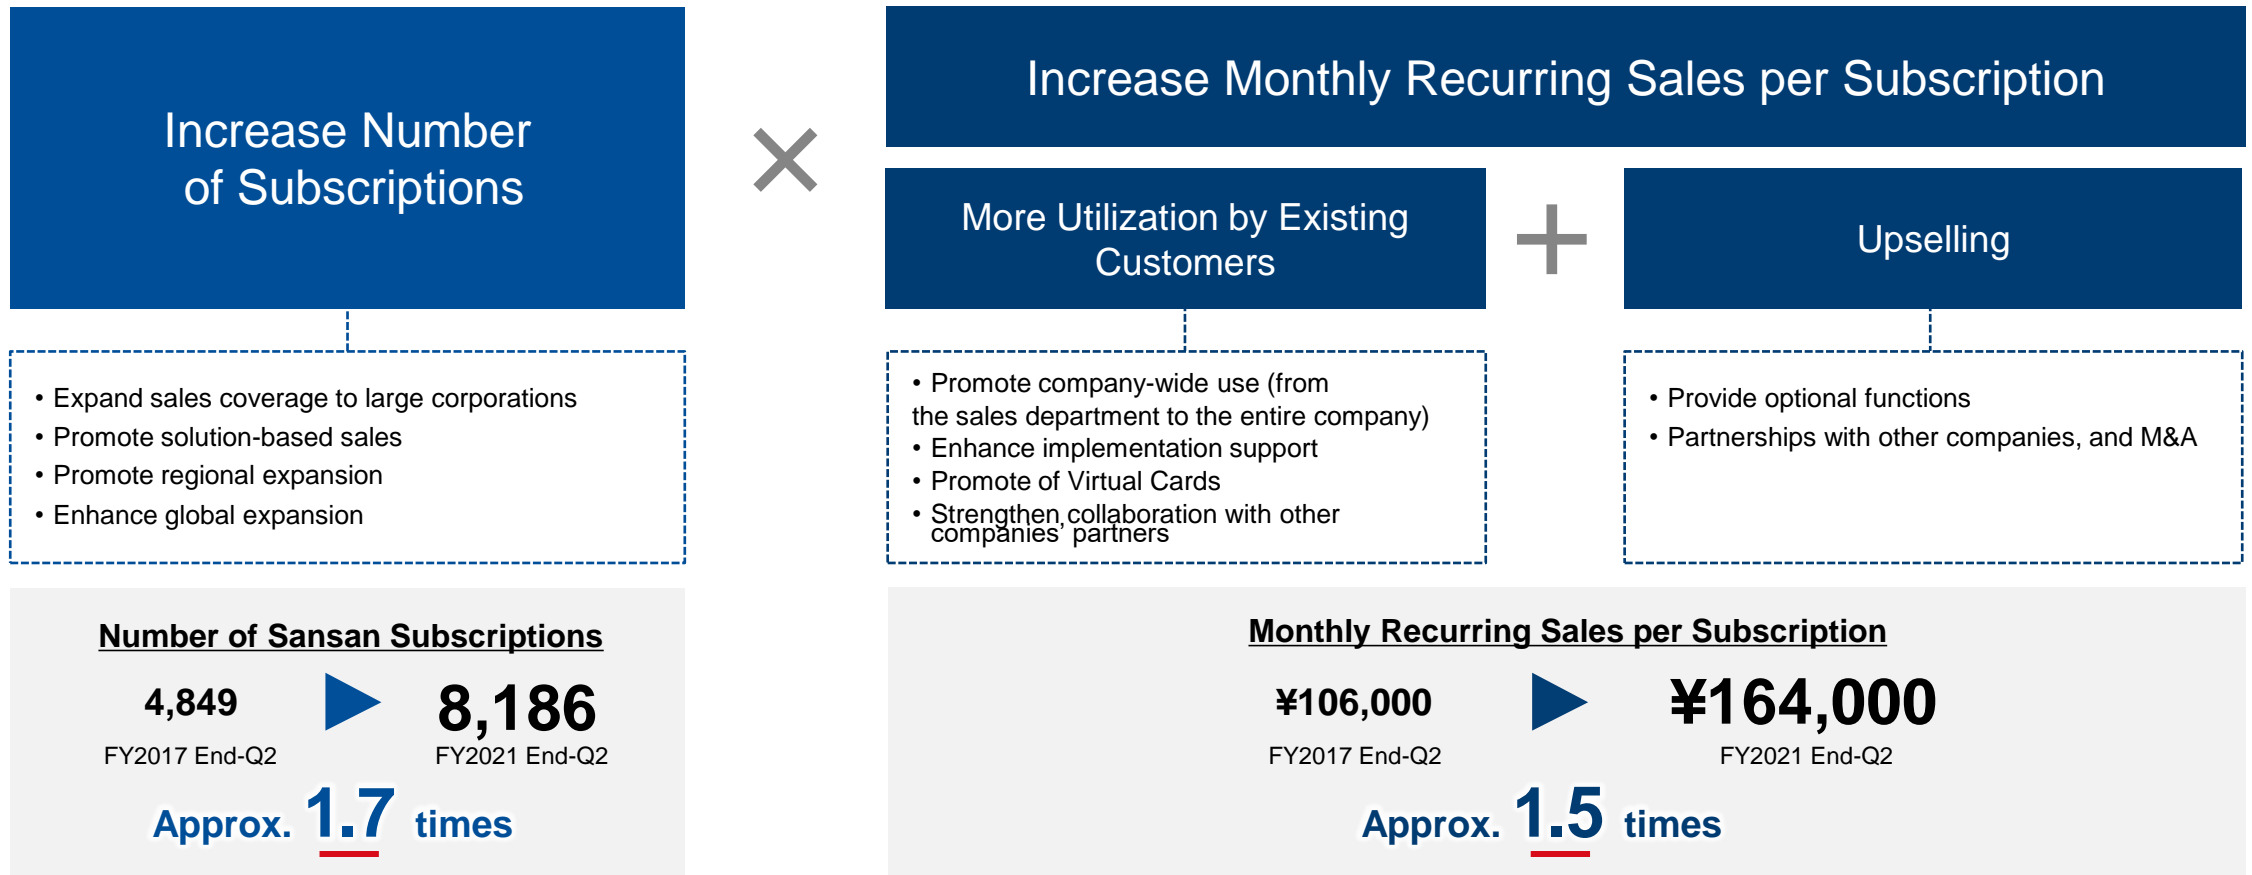 Increase Number
of Subscriptions
×
Increase Monthly Recurring Sales per Subscription
More Utilization by Existing
Customers
+
Upselling
• Expand sales coverage to large corporations
• Promote solution-based sales
• Promote regional expansion
• Enhance global expansion
• Promote company-wide use (from
the sales department to the entire company)
• Enhance implementation support
• Promote of Virtual Cards
• Strengthen collaboration with other
companies’ partners
• Provide optional functions
• Partnerships with other companies, and M&A
Number of Sansan Subscriptions
4,849
8,186
FY2017 End-Q2
FY2021 End-Q2
Approx. 1.7 times
Monthly Recurring Sales per Subscription
¥106,000
¥164,000
FY2017 End-Q2
FY2021 End-Q2
Approx. 1.5 times